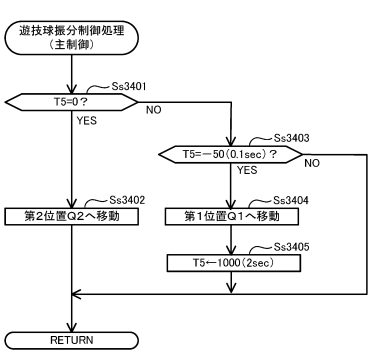 遊技球振分制御処理
（主制御）
Ss3401
T5=0？
NO
YES
Ss3403
T5=－50（0.1sec）？
NO
YES
Ss3402
第2位置Q2へ移動
Ss3404
第1位置Q1へ移動
Ss3405
T5←1000（2sec）
RETURN